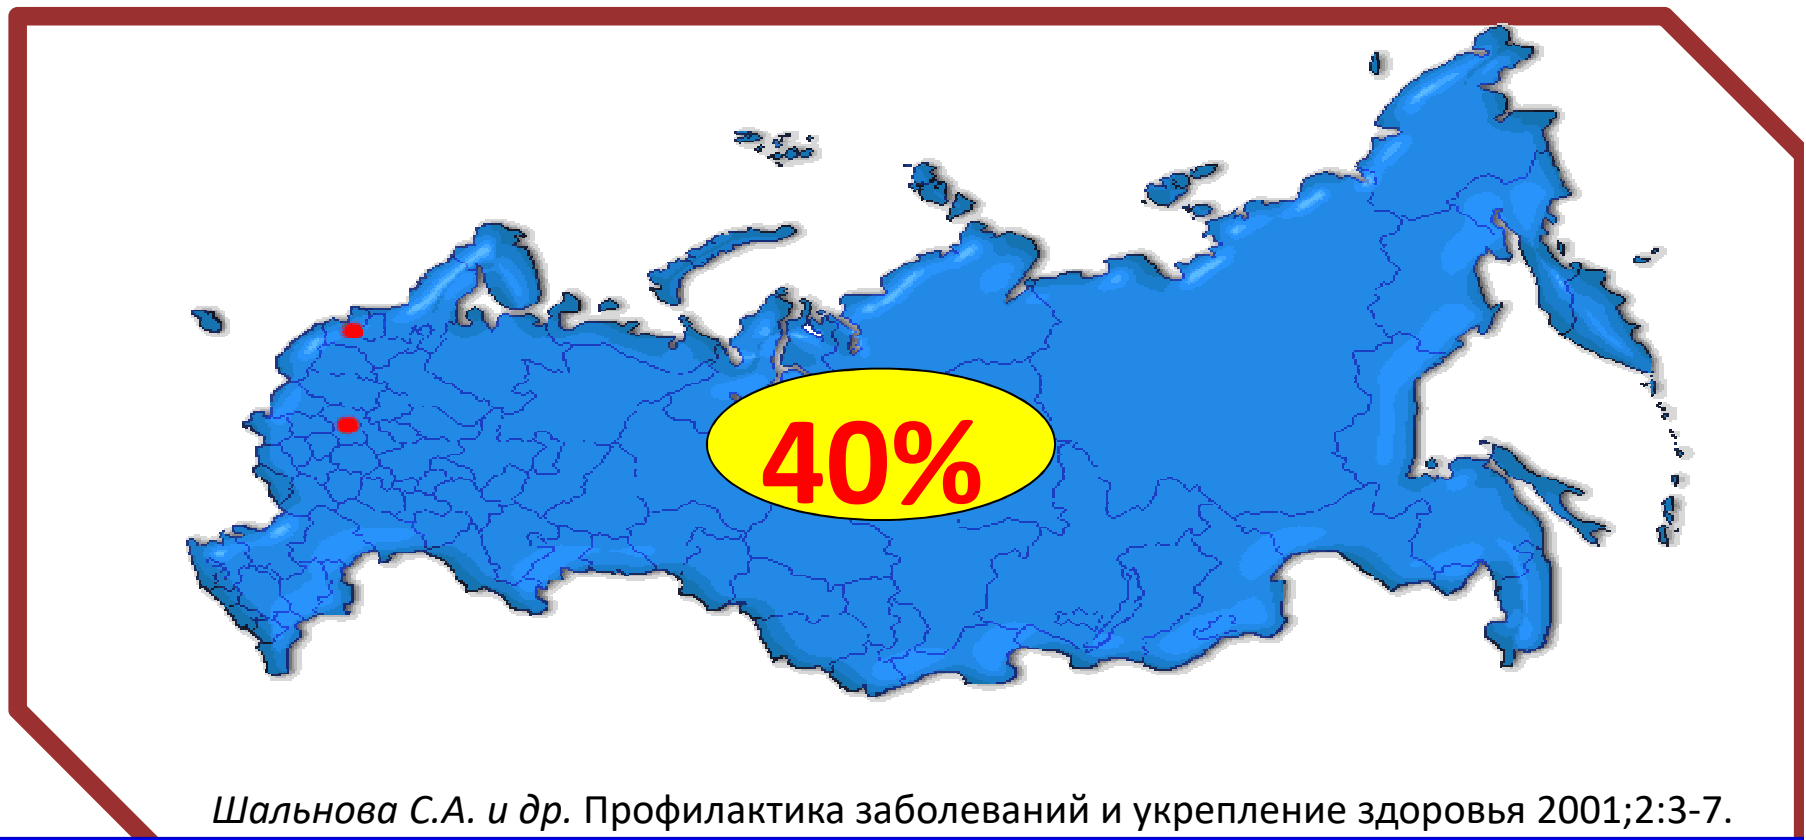 40%
Шальнова С.А. и др. Профилактика заболеваний и укрепление здоровья 2001;2:3-7.